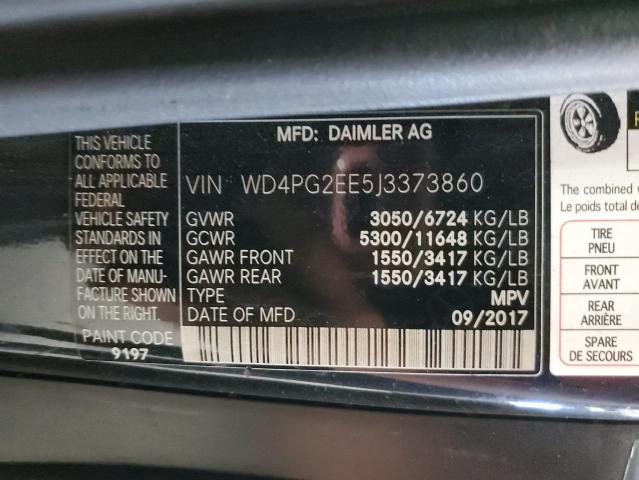 MFD: DAIMLER AG
THIS VEHICLE
CONFORMS TO
ALL APPLICABLE
FEDERAL
VEHICLE SAFETY
STANDARDS IN
EFFECT ON THE
DATE OF MANU-
FACTURE SHOWN
ON THE RIGHT.
PAINT CODE
9197
VIN WD4PG2EE5J3373860
GVWR 3050/6724 KG/LB
GCWR 5300/11648 KG/LB
GAWR FRONT 1550/3417 KG/LB
GAWR REAR 1550/3417 KG/LB
TYPE MPV
DATE OF MFD 09/2017
The combined
Le poids total de
TIRE
PNEU
FRONT
AVANT
REAR
ARRIÈRE
SPARE
DE SECOURS